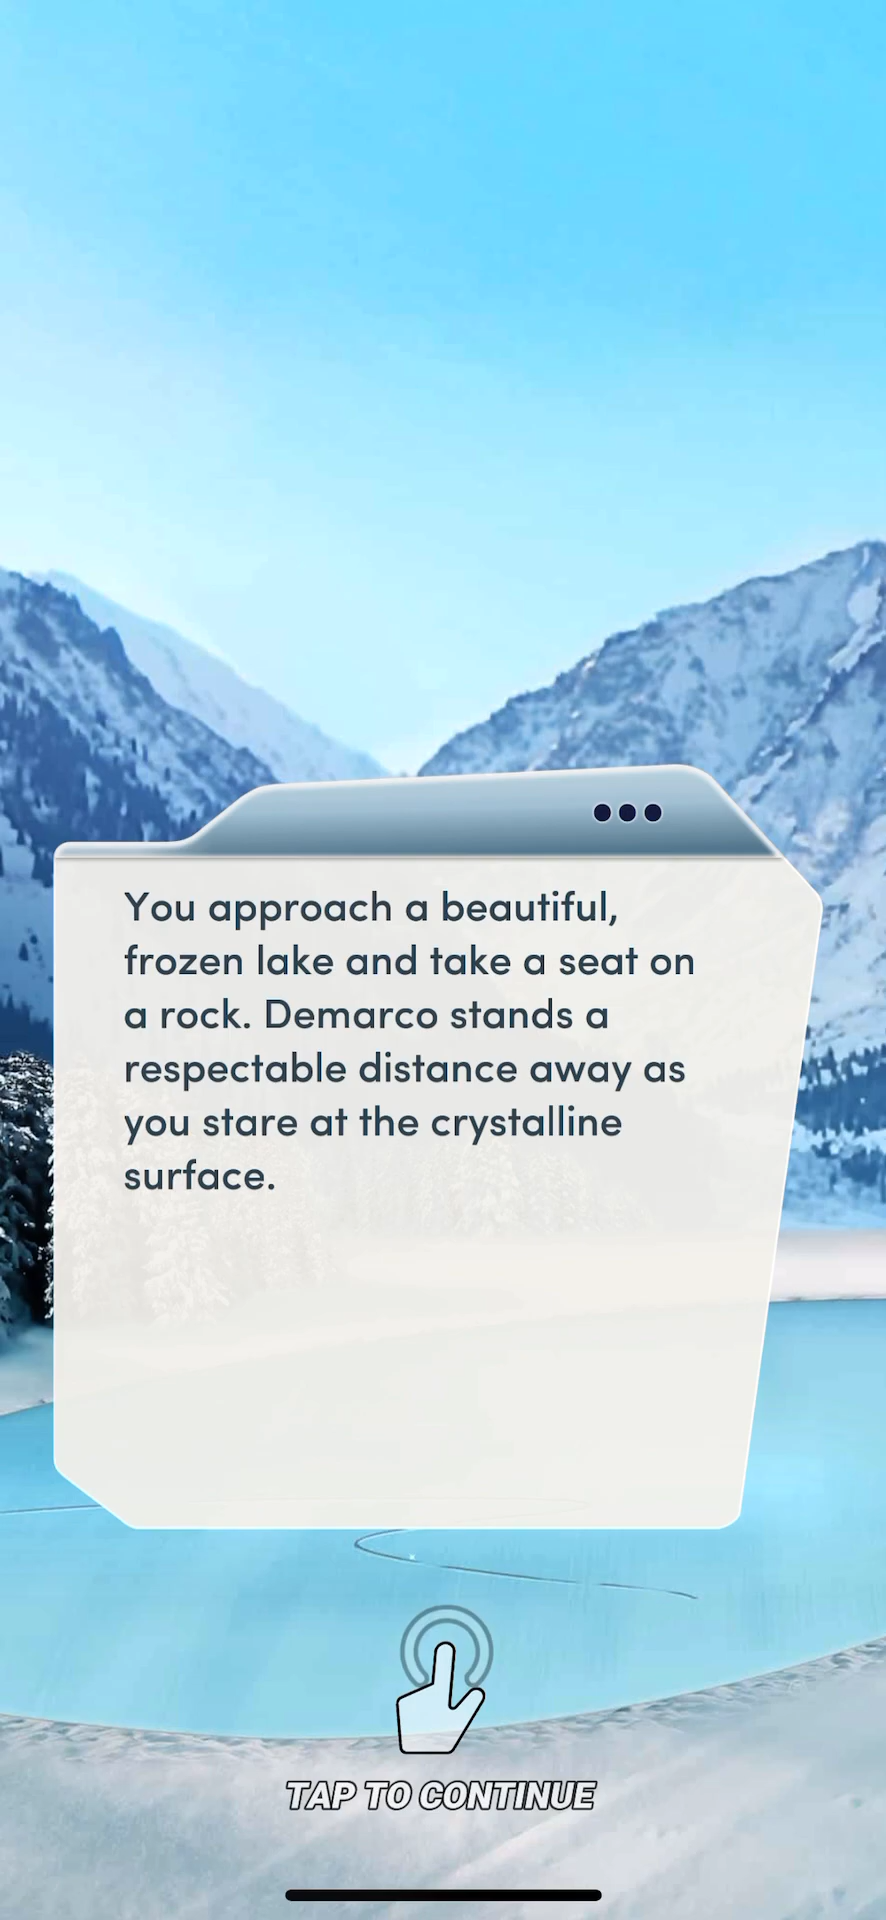 You approach a beautiful,
frozen lake and take a seat on
a rock. Demarco stands a
respectable distance away as
you stare at the crystalline
surface.
TAP TO CONTINUE